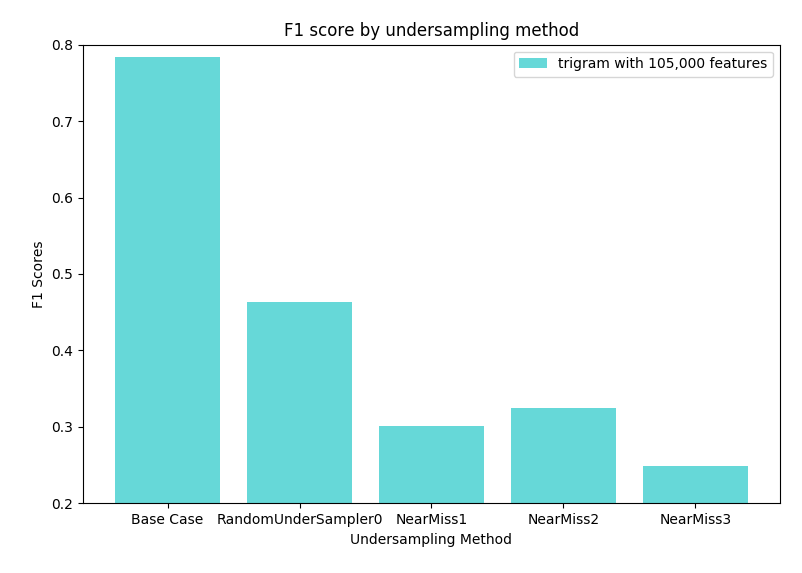 F1 score by undersampling method
trigram with 105,000 features
F1 Scores
0.8
0.7
0.6
0.5
0.4
0.3
0.2
Base Case
RandomUnderSampler0
NearMiss1
NearMiss2
NearMiss3
Undersampling Method